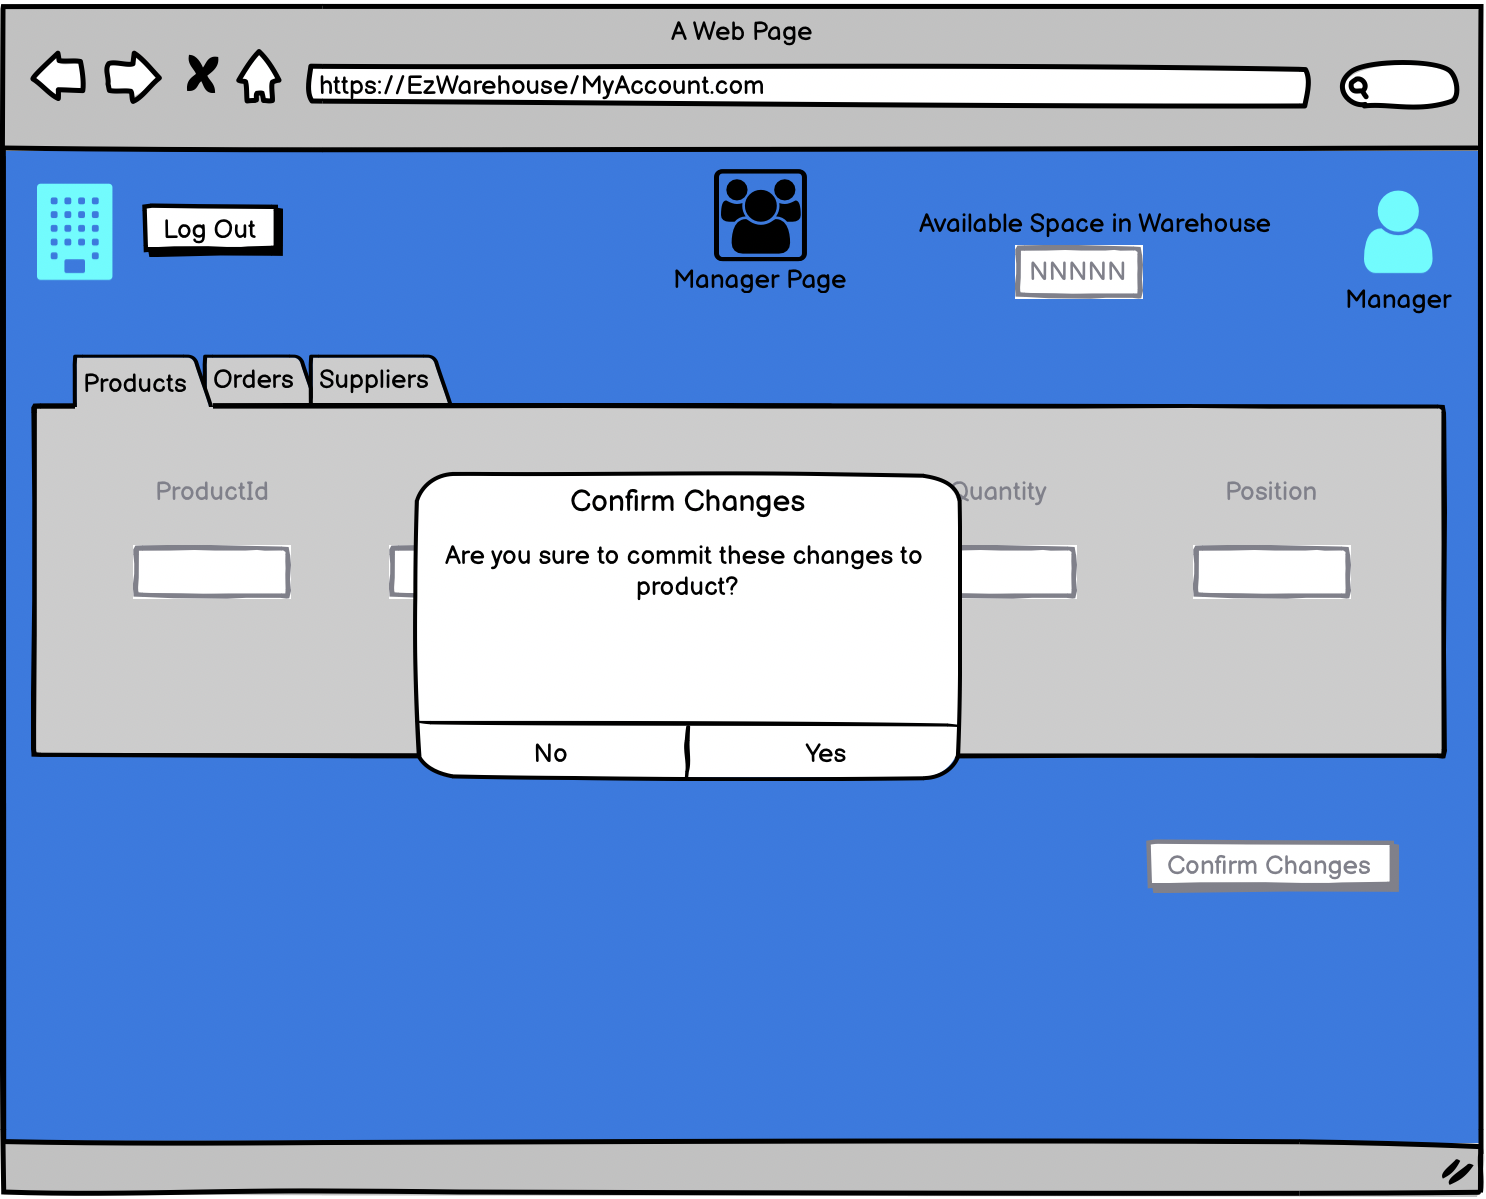 A Web Page
https://EzWarehouse/MyAccount.com
Log Out
Manager Page
Available Space in Warehouse
NNNNN
Manager
Products
Orders
Suppliers
ProductId
Quantity
Position
Confirm Changes
Are you sure to commit these changes to
product?
No
Yes
Confirm Changes